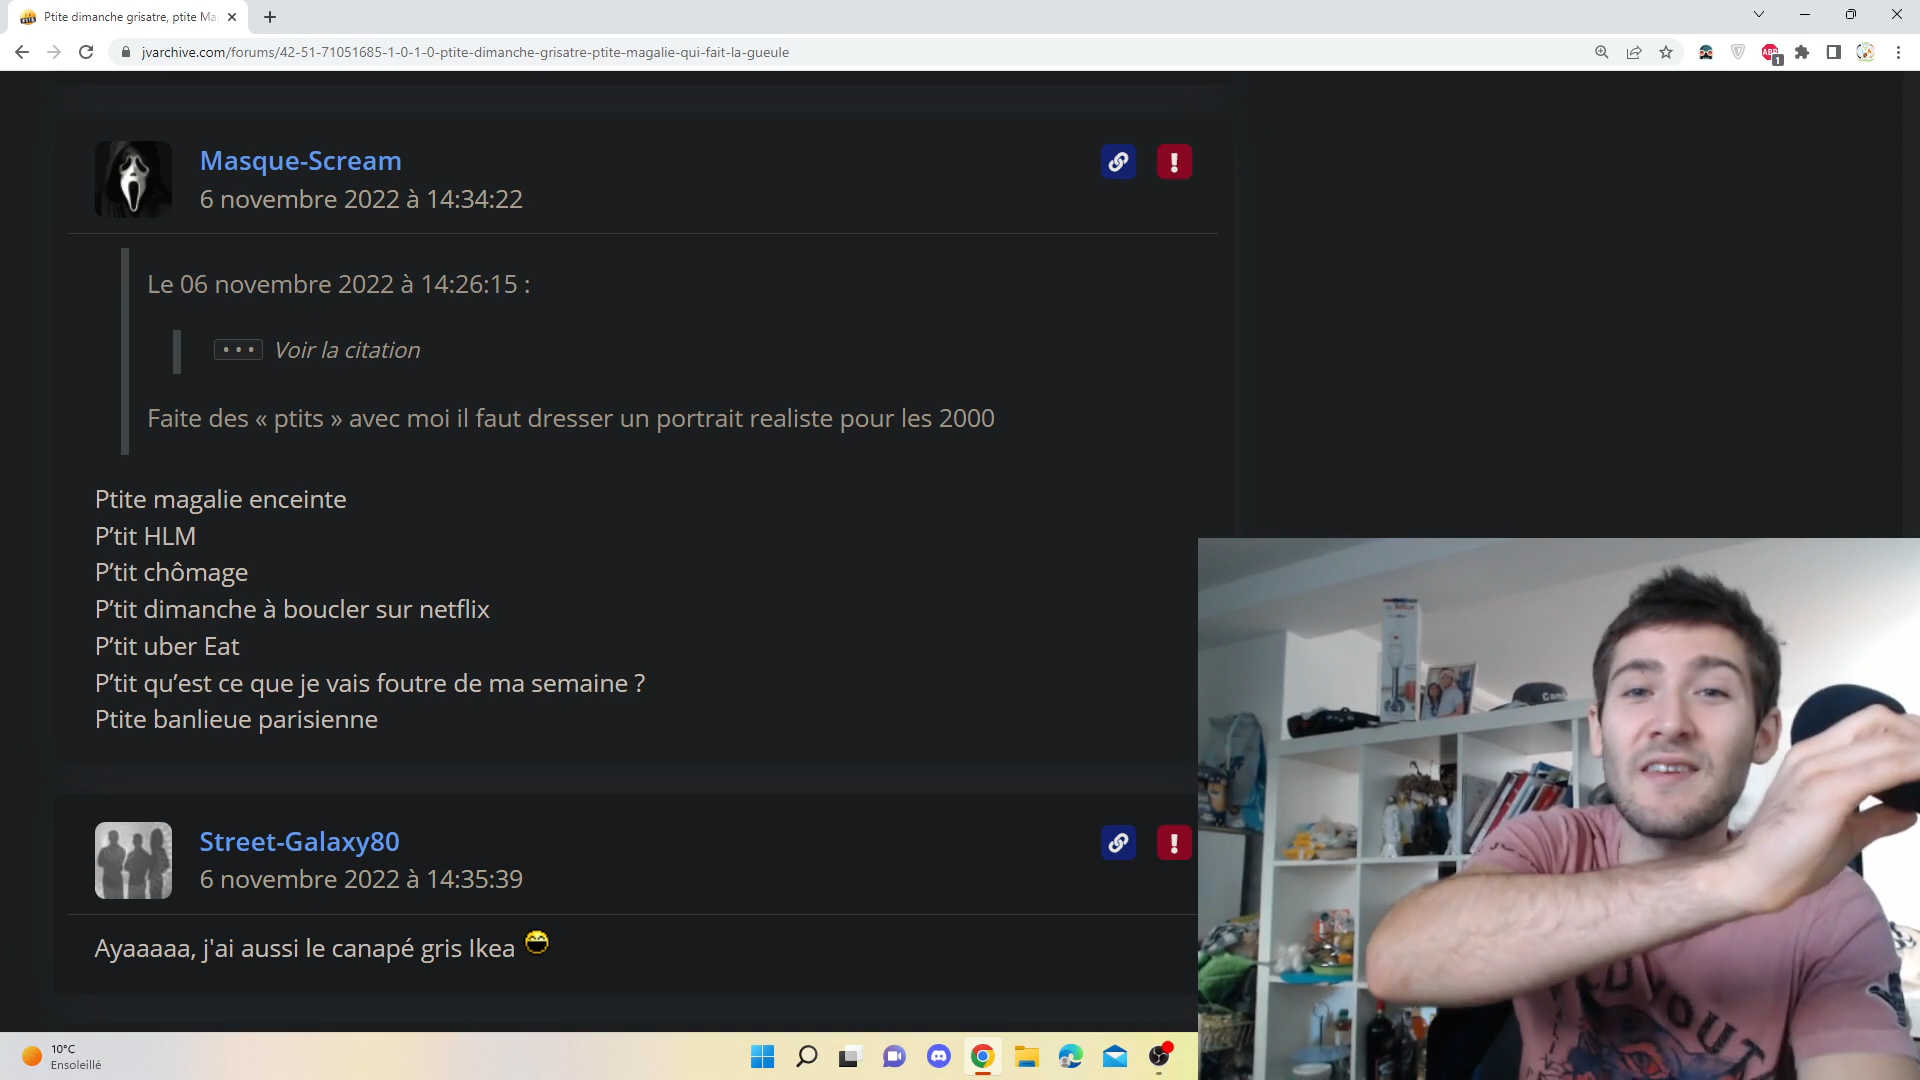 Ptite dimanche grisatre, ptite Ma
jvarchive.com/forums/42-51-71051685-1-0-1-0-ptite-dimanche-grisatre-ptite-magalie-qui-fait-la-gueule
ABP
1
Masque-Scream
6 novembre 2022 à 14:34:22
Le 06 novembre 2022 à 14:26:15 :
Voir la citation
Faite des « ptits » avec moi il faut dresser un portrait realiste pour les 2000
Ptite magalie enceinte
P’tit HLM
P’tit chômage
P’tit dimanche à boucler sur netflix
P’tit uber Eat
P’tit qu’est ce que je vais foutre de ma semaine ?
Ptite banlieue parisienne
Street-Galaxy80
6 novembre 2022 à 14:35:39
Ayaaaaa, j'ai aussi le canapé gris Ikea
10°C
Ensoleillé